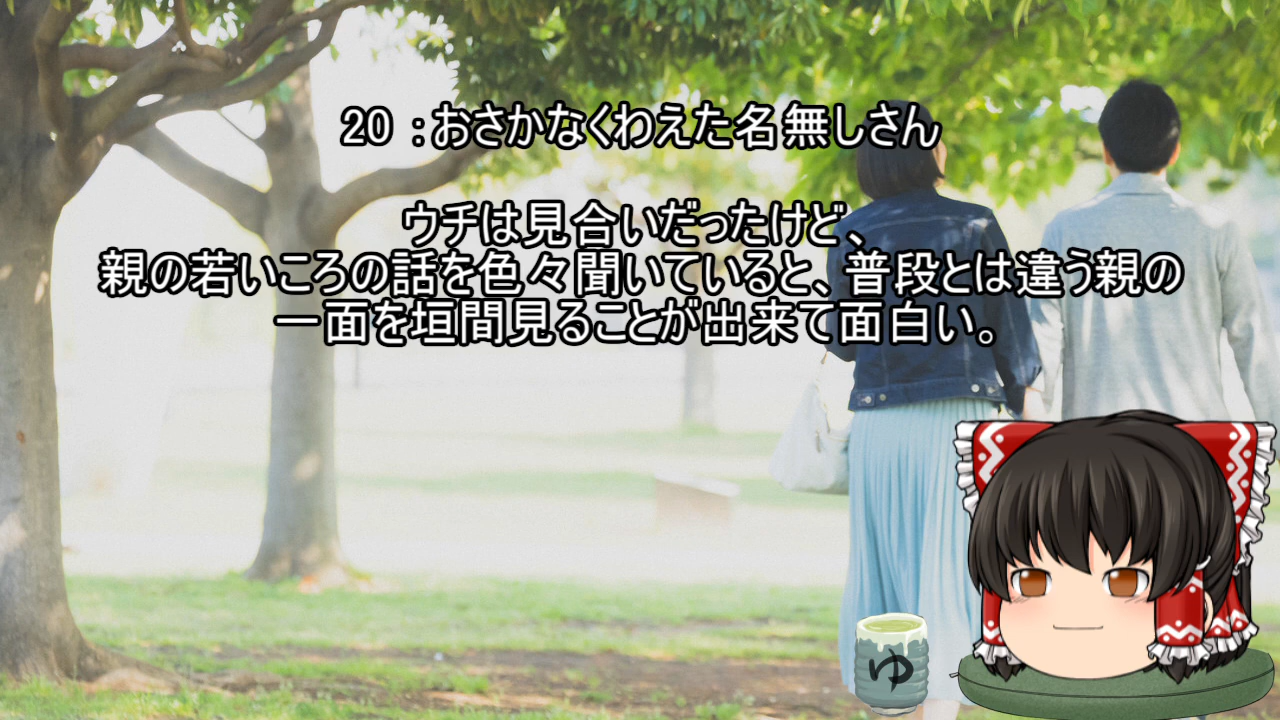 20 :おさかなくわえた名無しさん
ウチは見合いだったけど、
親の若いころの話を色々聞いていると、普段とは違う親の
一面を垣間見ることが出来て面白い。
ゆ